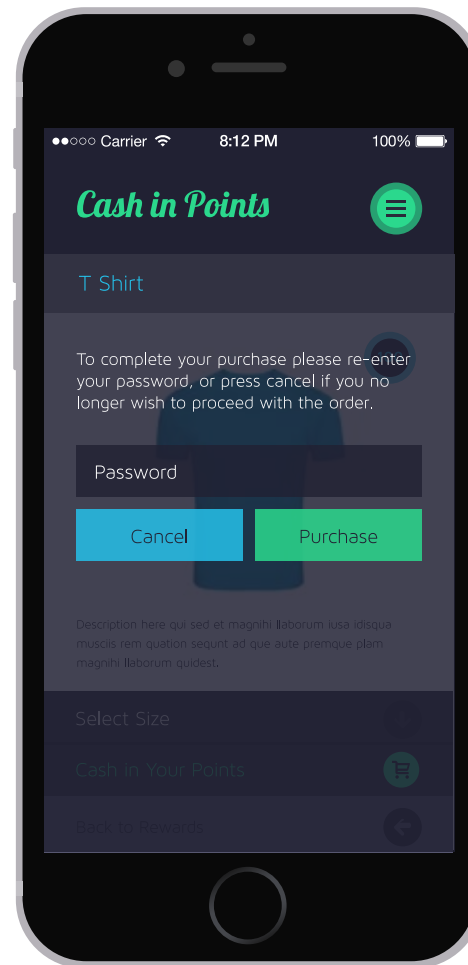 Carrier 8:12 PM 100%
Cash in Points
T Shirt
To complete your purchase please re-enter
your password, or press cancel if you no
longer wish to proceed with the order.
Password
Cancel Purchase
Description here qui sed et magnihi llaborum iusa idisqua
musciis rem quation sequnt ad que aute premque plam
magnihi llaborum quidest.
Select Size
Cash in Your Points
Back to Rewards